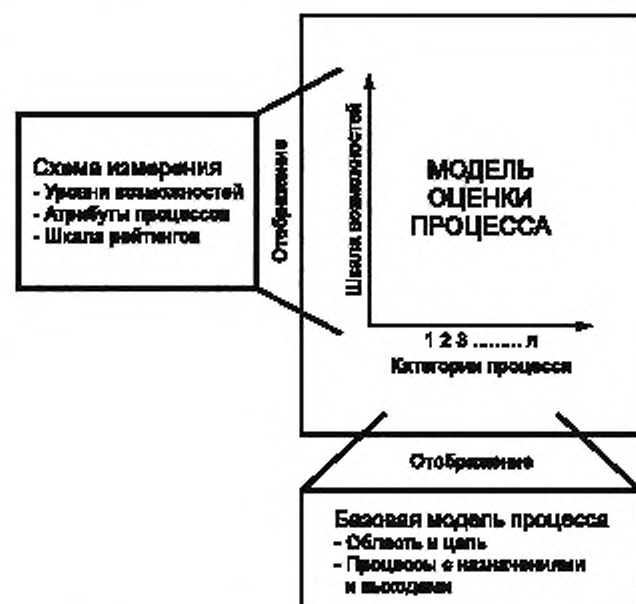 Схема измерения
- Уровни возможностей
- Атрибуты процессов
- Шкала рейтингов
Отображение
Шкала возможностей
МОДЕЛЬ
ОЦЕНКИ
ПРОЦЕССА
1 2 3 ......... л
Категории процесса
Отображение
Базовая модель процесса
- Область и цель
- Процессы с назначениями
и выходами